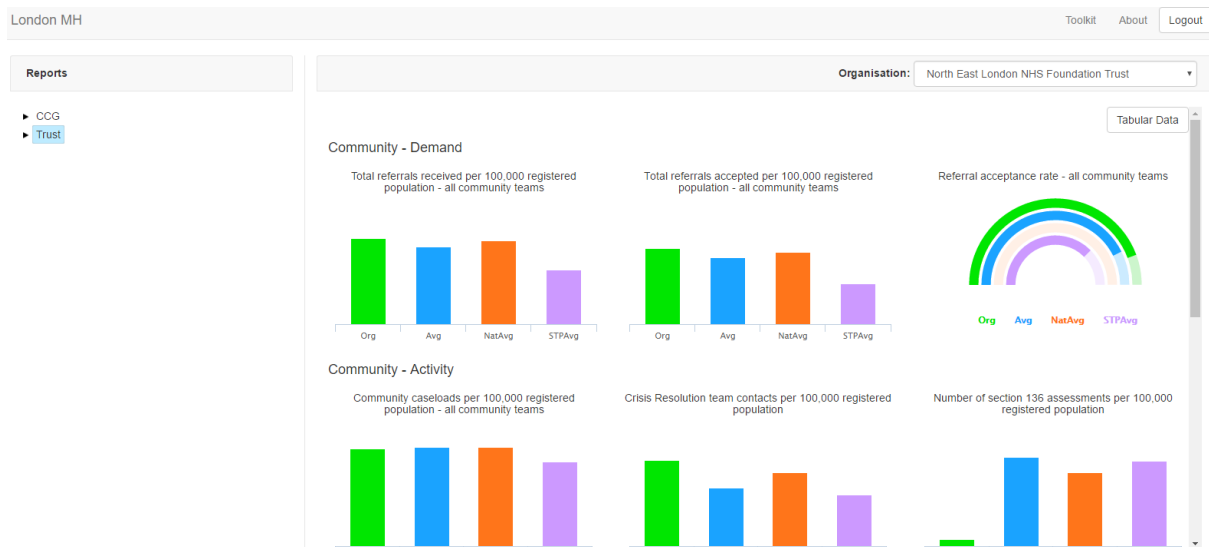 London MH
Toolkit About Logout
Reports
Organisation: North East London NHS Foundation Trust
CCG
Trust
Tabular Data
Community - Demand
Total referrals received per 100,000 registered
population - all community teams
Total referrals accepted per 100,000 registered
population - all community teams
Referral acceptance rate - all community teams
Org Avg NatAvg STPAvg
Org Avg NatAvg STPAvg
Org Avg NatAvg STPAvg
Community - Activity
Community caseloads per 100,000 registered
population - all community teams
Crisis Resolution team contacts per 100,000 registered
population
Number of section 136 assessments per 100,000
registered population